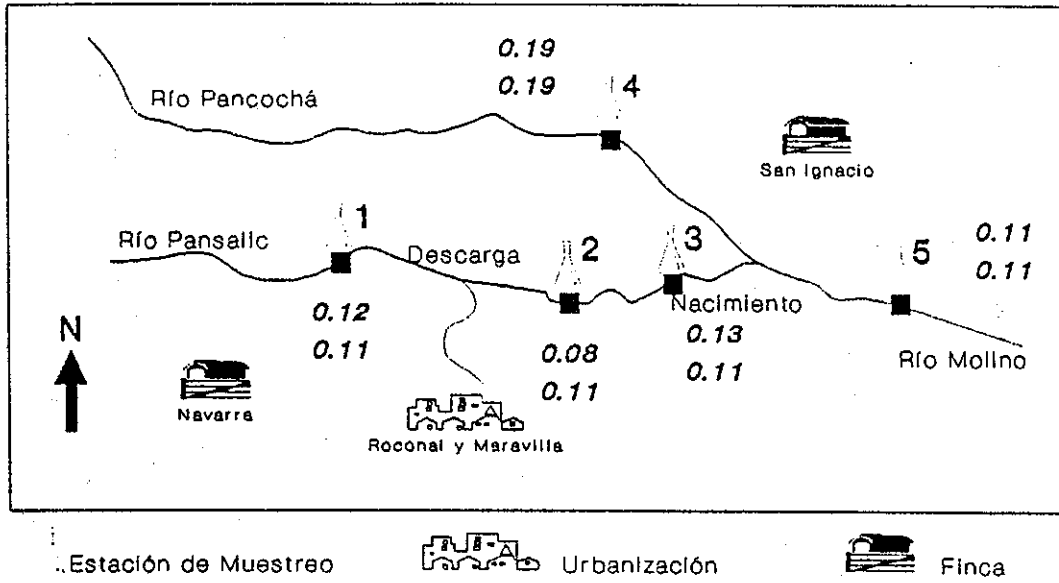 0.19
0.19
4
Río Pancochá
San Ignacio
Río Pansalic
1
Descarga
2
3
Nacimiento
5
0.11
0.11
0.12
0.11
0.08
0.11
0.13
0.11
Río Molino
N
Navarra
Roconal y Maravilla
Estación de Muestreo
Urbanización
Finca